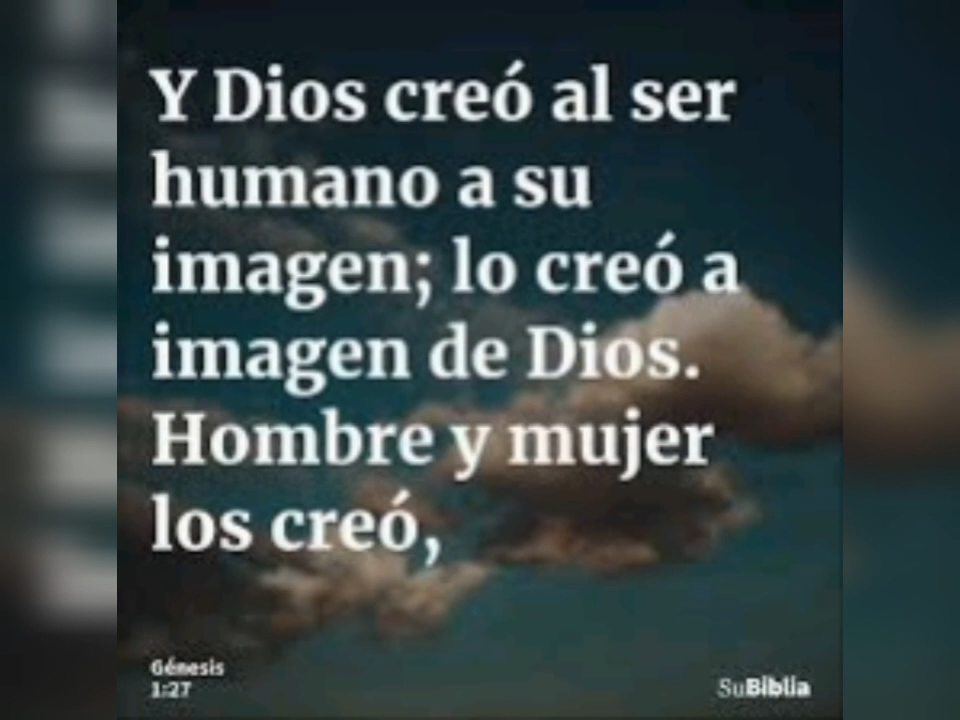 Y Dios creó al ser
humano a su
imagen; lo creó a
imagen de Dios.
Hombre y mujer
los creó,
Génesis
1:27
SuBiblia